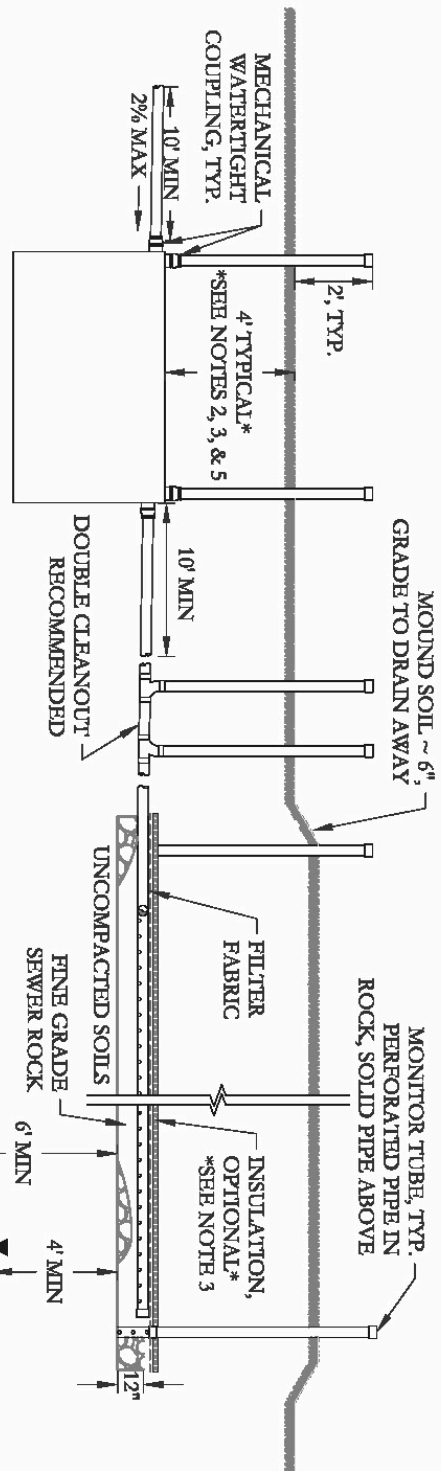 MECHANICAL
WATERTIGHT
COUPLING, TYP.
10' MIN
2% MAX
2', TYP.
4' TYPICAL*
*SEE NOTES 2, 3, & 5
10' MIN
DOUBLE CLEANOUT
RECOMMENDED
MOUND SOIL ~ 6",
GRADE TO DRAIN AWAY
FILTER
FABRIC
UNCOMPACTED SOILS
FINE GRADE
SEWER ROCK
INSULATION,
OPTIONAL*
*SEE NOTE 3
MONITOR TUBE, TYP.
PERFORATED PIPE IN
ROCK, SOLID PIPE ABOVE
6' MIN
4' MIN
12"